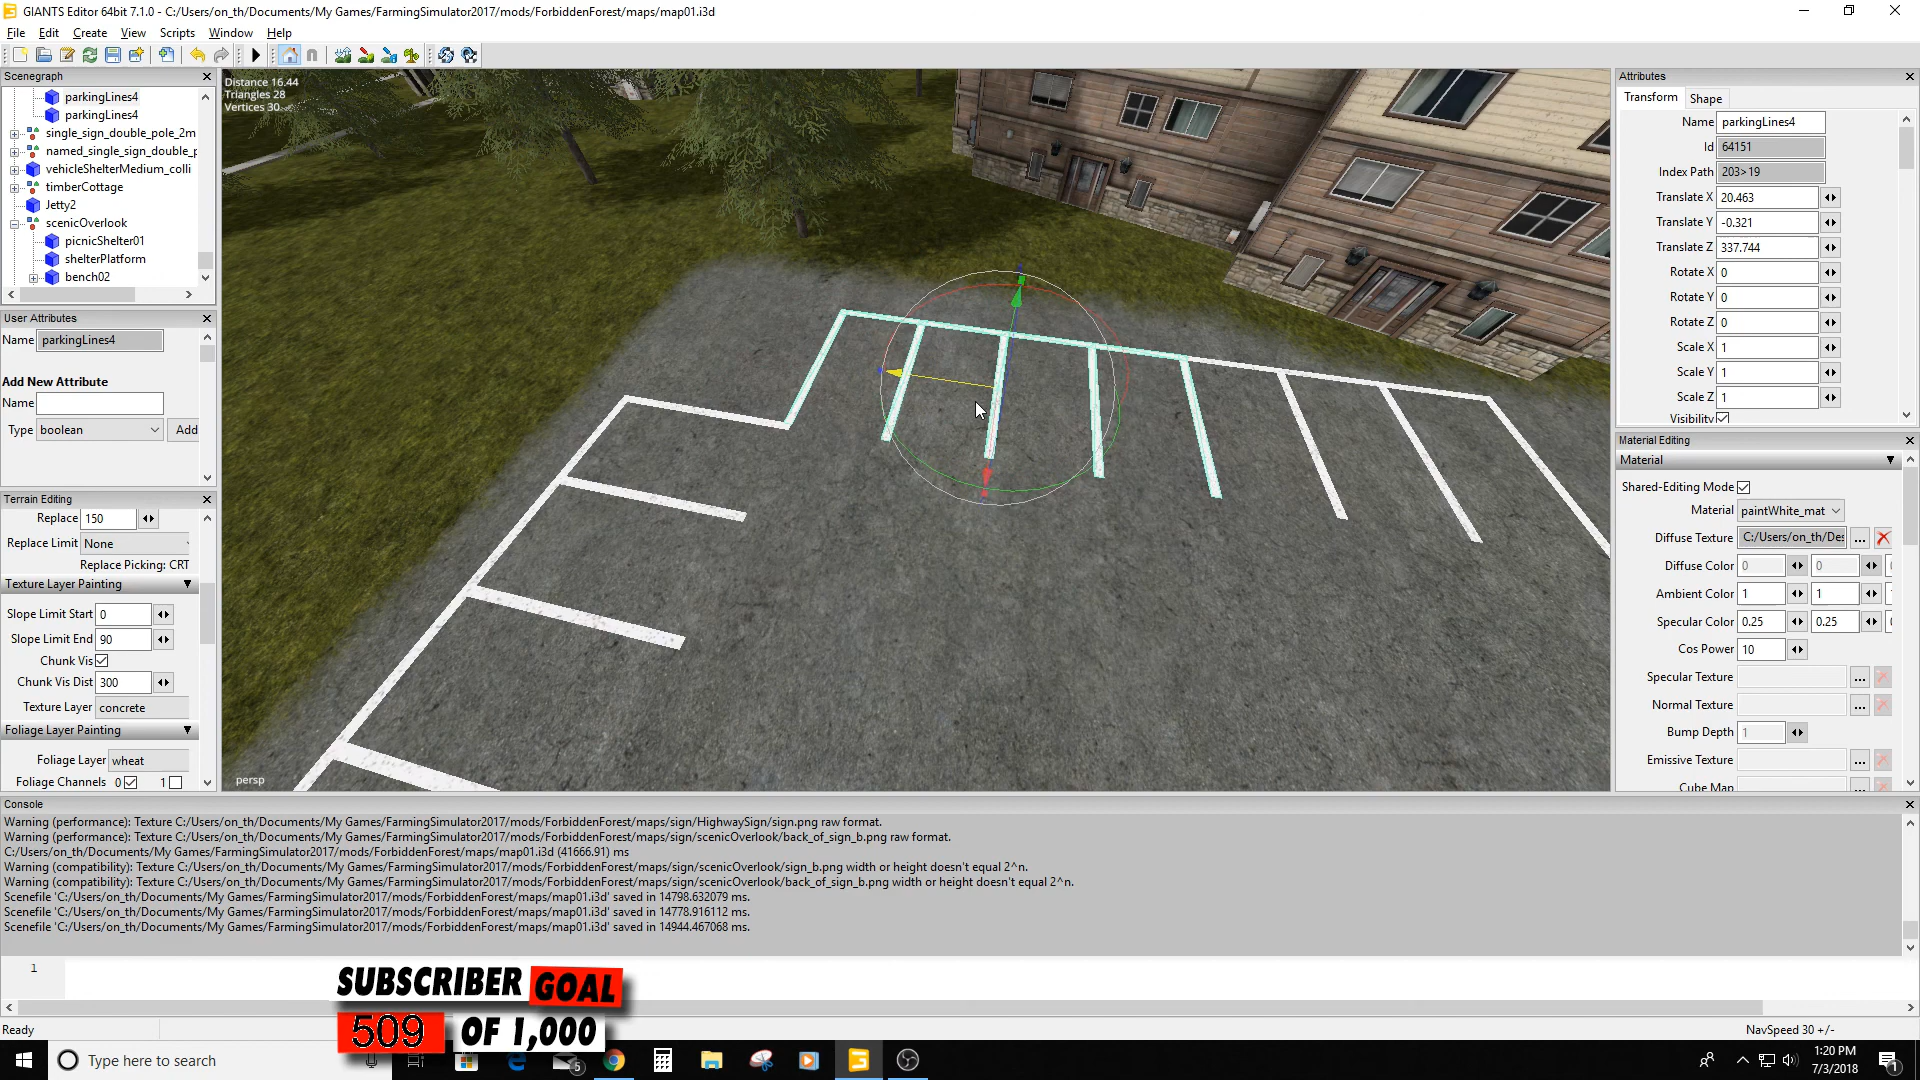 GIANTS Editor 64bit 7.1.0 - C:/Users/on_th/Documents/My Games/FarmingSimulator2017/mods/ForbiddenForest/maps/map01.i3d
File Edit Create View Scripts Window Help
Scenegraph
parkingLines4
parkingLines4
single_sign_double_pole_2m
named_single_sign_double_p
vehicleShelterMedium_colli
timberCottage
Jetty2
scenicOverlook
picnicShelter01
shelterPlatform
bench02
User Attributes
Name parkingLines4
Add New Attribute
Name
Type boolean Add
Terrain Editing
Replace 150
Replace Limit None
Replace Picking: CRT
Texture Layer Painting
Slope Limit Start 0
Slope Limit End 90
Chunk Vis
Chunk Vis Dist 300
Texture Layer concrete
Foliage Layer Painting
Foliage Layer wheat
Foliage Channels 0 1
Distance 16.44
Triangles 28
Vertices 30
persp
Attributes
Transform Shape
Name parkingLines4
Id 64151
Index Path 203>19
Translate X 20.463
Translate Y -0.321
Translate Z 337.744
Rotate X 0
Rotate Y 0
Rotate Z 0
Scale X 1
Scale Y 1
Scale Z 1
Visibility
Material Editing
Material
Shared-Editing Mode
Material paintWhite_mat
Diffuse Texture C:/Users/on_th/Des ...
Diffuse Color 0 0
Ambient Color 1 1
Specular Color 0.25 0.25
Cos Power 10
Specular Texture ...
Normal Texture ...
Bump Depth 1
Emissive Texture ...
Cube Map
Console
Warning (performance): Texture C:/Users/on_th/Documents/My Games/FarmingSimulator2017/mods/ForbiddenForest/maps/sign/HighwaySign/sign.png raw format.
Warning (performance): Texture C:/Users/on_th/Documents/My Games/FarmingSimulator2017/mods/ForbiddenForest/maps/sign/scenicOverlook/back_of_sign_b.png raw format.
C:/Users/on_th/Documents/My Games/FarmingSimulator2017/mods/ForbiddenForest/maps/map01.i3d (41666.91) ms
Warning (compatibility): Texture C:/Users/on_th/Documents/My Games/FarmingSimulator2017/mods/ForbiddenForest/maps/sign/scenicOverlook/sign_b.png width or height doesn't equal 2^n.
Warning (compatibility): Texture C:/Users/on_th/Documents/My Games/FarmingSimulator2017/mods/ForbiddenForest/maps/sign/scenicOverlook/back_of_sign_b.png width or height doesn't equal 2^n.
Scenefile 'C:/Users/on_th/Documents/My Games/FarmingSimulator2017/mods/ForbiddenForest/maps/map01.i3d' saved in 14798.632079 ms.
Scenefile 'C:/Users/on_th/Documents/My Games/FarmingSimulator2017/mods/ForbiddenForest/maps/map01.i3d' saved in 14778.916112 ms.
Scenefile 'C:/Users/on_th/Documents/My Games/FarmingSimulator2017/mods/ForbiddenForest/maps/map01.i3d' saved in 14944.467068 ms.
1
SUBSCRIBER GOAL
509 OF 1,000
Ready
NavSpeed 30 +/-
Type here to search
5
1:20 PM
7/3/2018
1